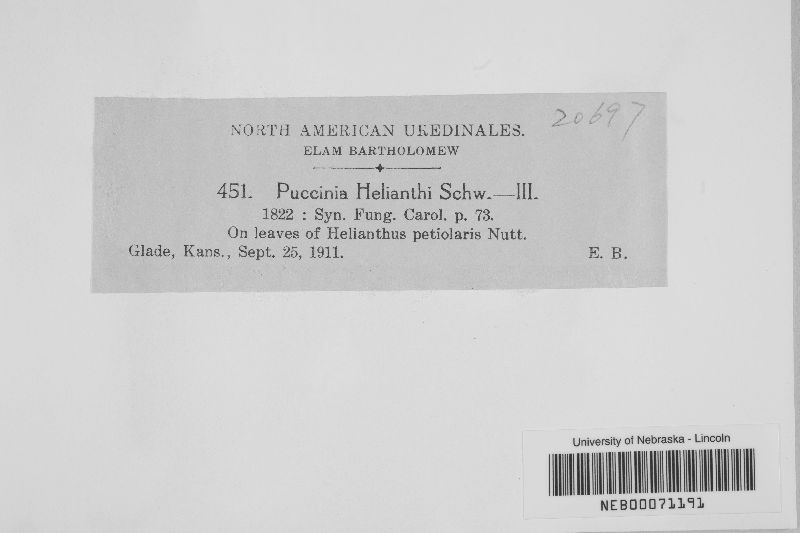 20697
NORTH AMERICAN UREDINALES.
ELAM BARTHOLOMEW
451. Puccinia Helianthi Schw.—III.
1822 : Syn. Fung. Carol. p. 73.
On leaves of Helianthus petiolaris Nutt.
Glade, Kans., Sept. 25, 1911. E. B.
University of Nebraska - Lincoln
NEB00071191